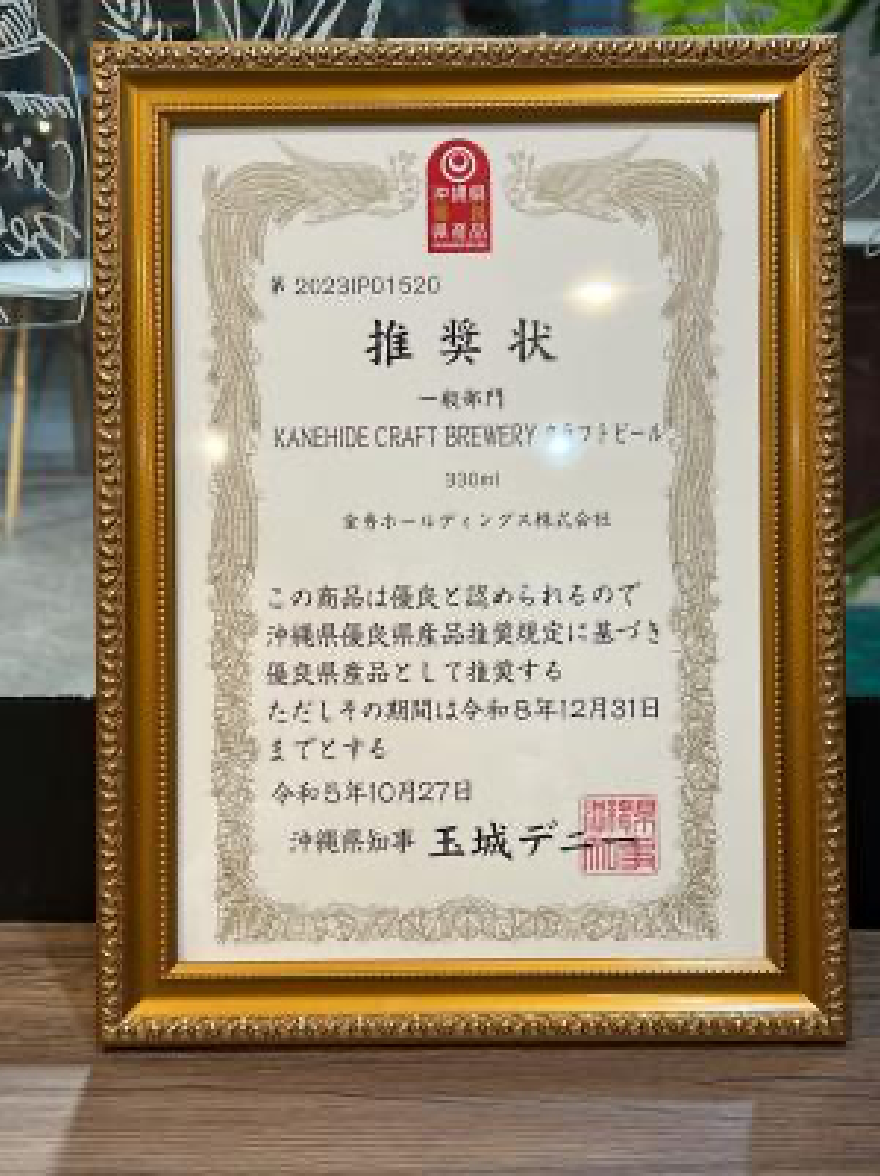 沖縄県
優良
県産品
第 2023IP01520
推奨状
一般部門
KANEHIDE CRAFT BREWERY クラフトビール
330ml
金秀ホールディングス株式会社
この商品は優良と認められるので
沖縄県優良県産品推奨規定に基づき
優良県産品として推奨する
ただしその期間は令和8年12月31日
までとする
令和5年10月27日
沖縄県知事 玉城デニー